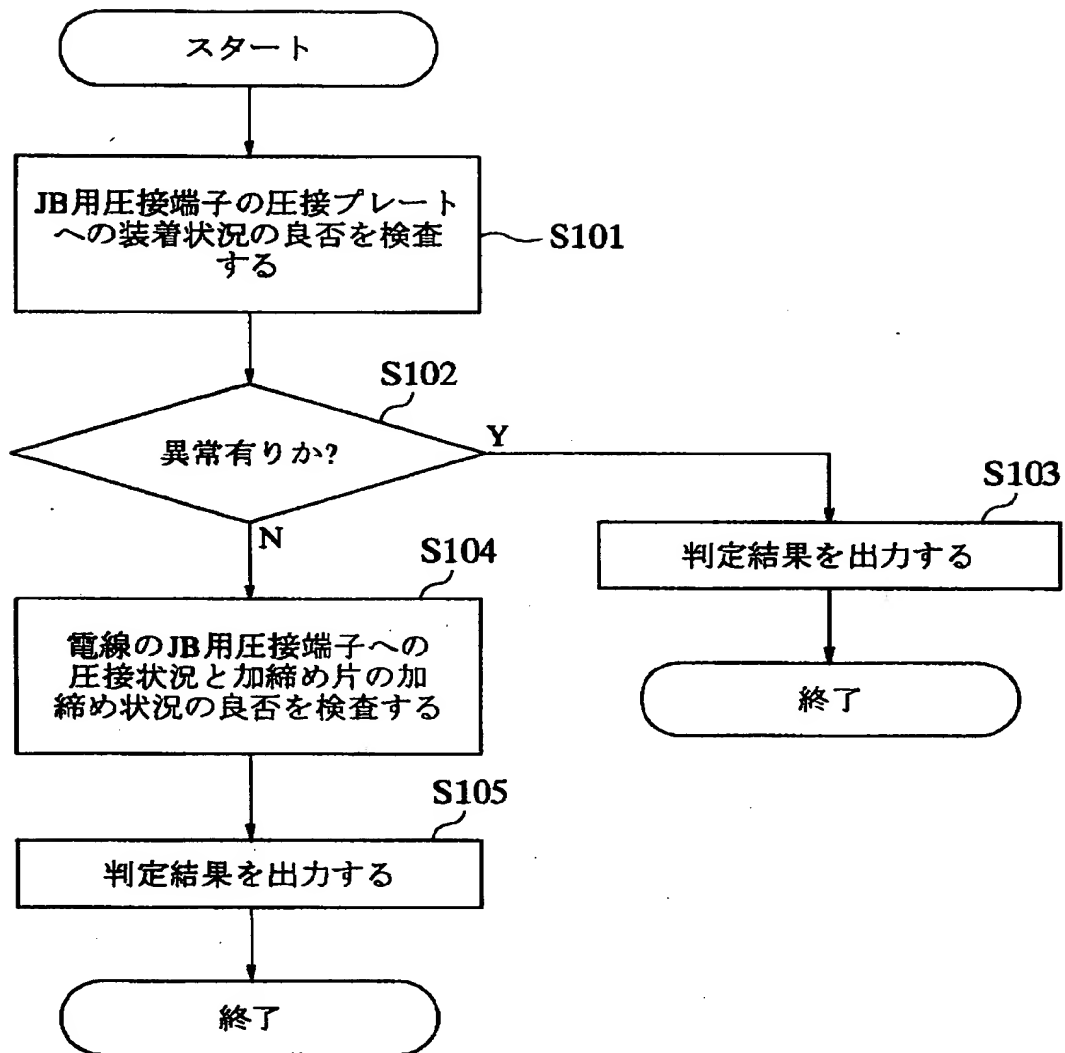 スタート
JB用圧接端子の圧接プレート
への装着状況の良否を検査
する
S101
S102
異常有りか?
Y
N
S103
判定結果を出力する
終了
S104
電線のJB用圧接端子への
圧接状況と加締め片の加
締め状況の良否を検査する
S105
判定結果を出力する
終了